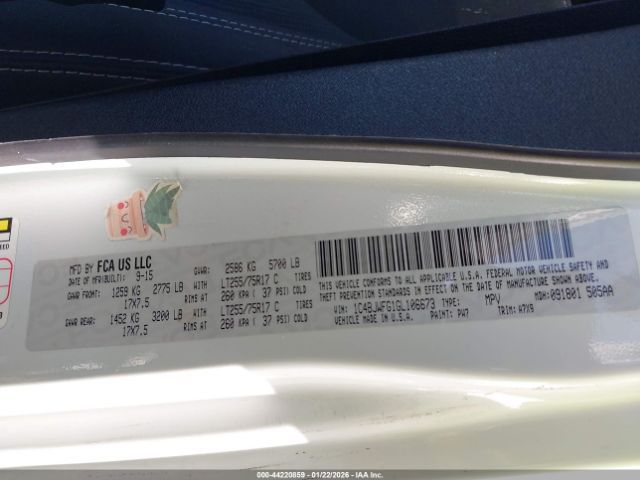 MFD BY FCA US LLC
DATE OF MFR(BUILT): 9-15
GVWR: 2586 KG 5700 LB
GAWR FRONT: 1259 KG 2775 LB WITH LT255/75R17 C TIRES
17X7.5 RIMS AT 260 KPA ( 37 PSI) COLD
GAWR REAR: 1452 KG 3200 LB WITH LT255/75R17 C TIRES
17X7.5 RIMS AT 260 KPA ( 37 PSI) COLD
THIS VEHICLE CONFORMS TO ALL APPLICABLE U.S.A. FEDERAL MOTOR VEHICLE SAFETY, BUMPER AND
THEFT PREVENTION STANDARDS IN EFFECT ON THE DATE OF MANUFACTURE SHOWN ABOVE.
VIN: 1C4BJWFG1GL106673 TYPE: MPV MDH:091801 505AA
VEHICLE MADE IN U.S.A. PAINT: PW7 TRIM: A7X9
000-44220859 - 01/22/2026 - IAAI.COM